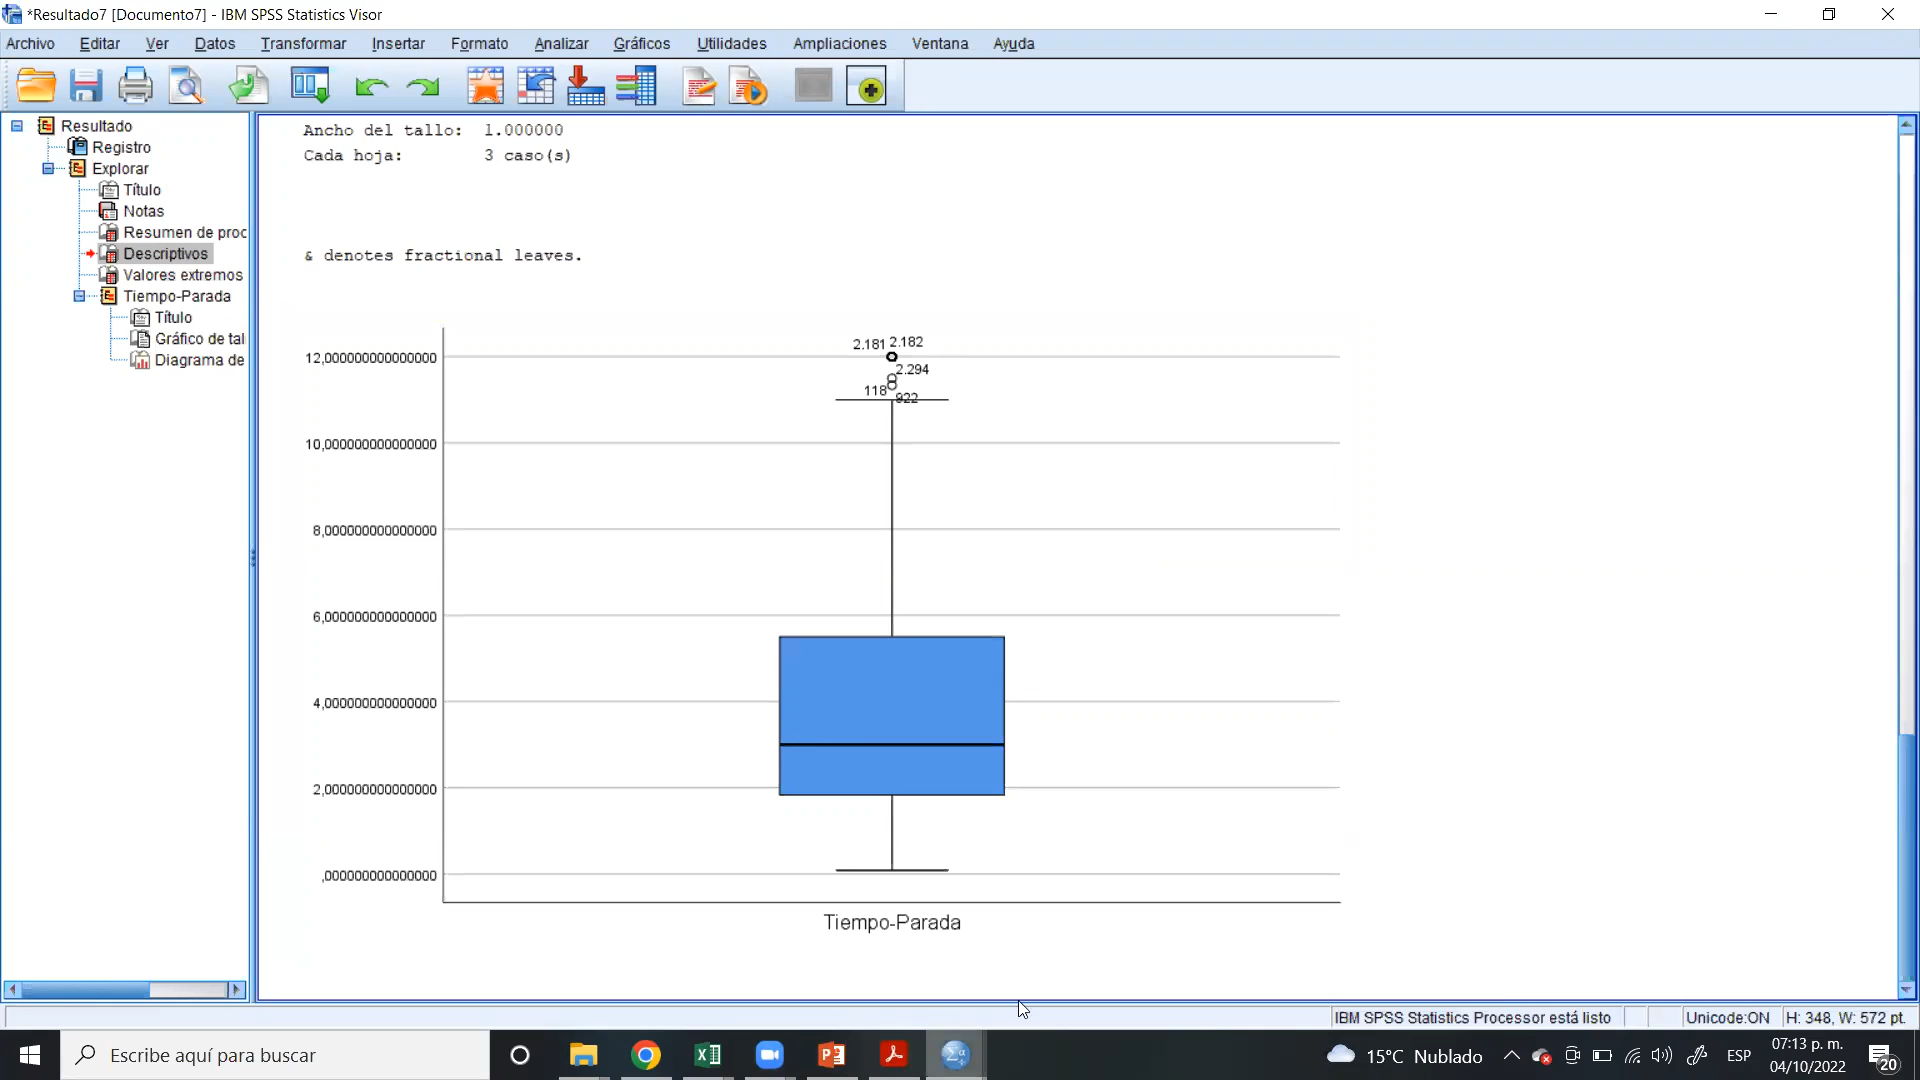 *Resultado7 [Documento7] - IBM SPSS Statistics Visor
Archivo Editar Ver Datos Transformar Insertar Formato Analizar Gráficos Utilidades Ampliaciones Ventana Ayuda
Resultado
Registro
Explorar
Título
Notas
Resumen de proc
Descriptivos
Valores extremos
Tiempo-Parada
Título
Gráfico de tal
Diagrama de
Ancho del tallo: 1.000000
Cada hoja: 3 caso(s)
& denotes fractional leaves.
12,000000000000000
10,000000000000000
8,000000000000000
6,000000000000000
4,000000000000000
2,000000000000000
,000000000000000
2.181 2.182
2.294
118
922
Tiempo-Parada
IBM SPSS Statistics Processor está listo
Unicode:ON
H: 348, W: 572 pt.
Escribe aquí para buscar
15°C Nublado
ESP
07:13 p. m.
04/10/2022
20